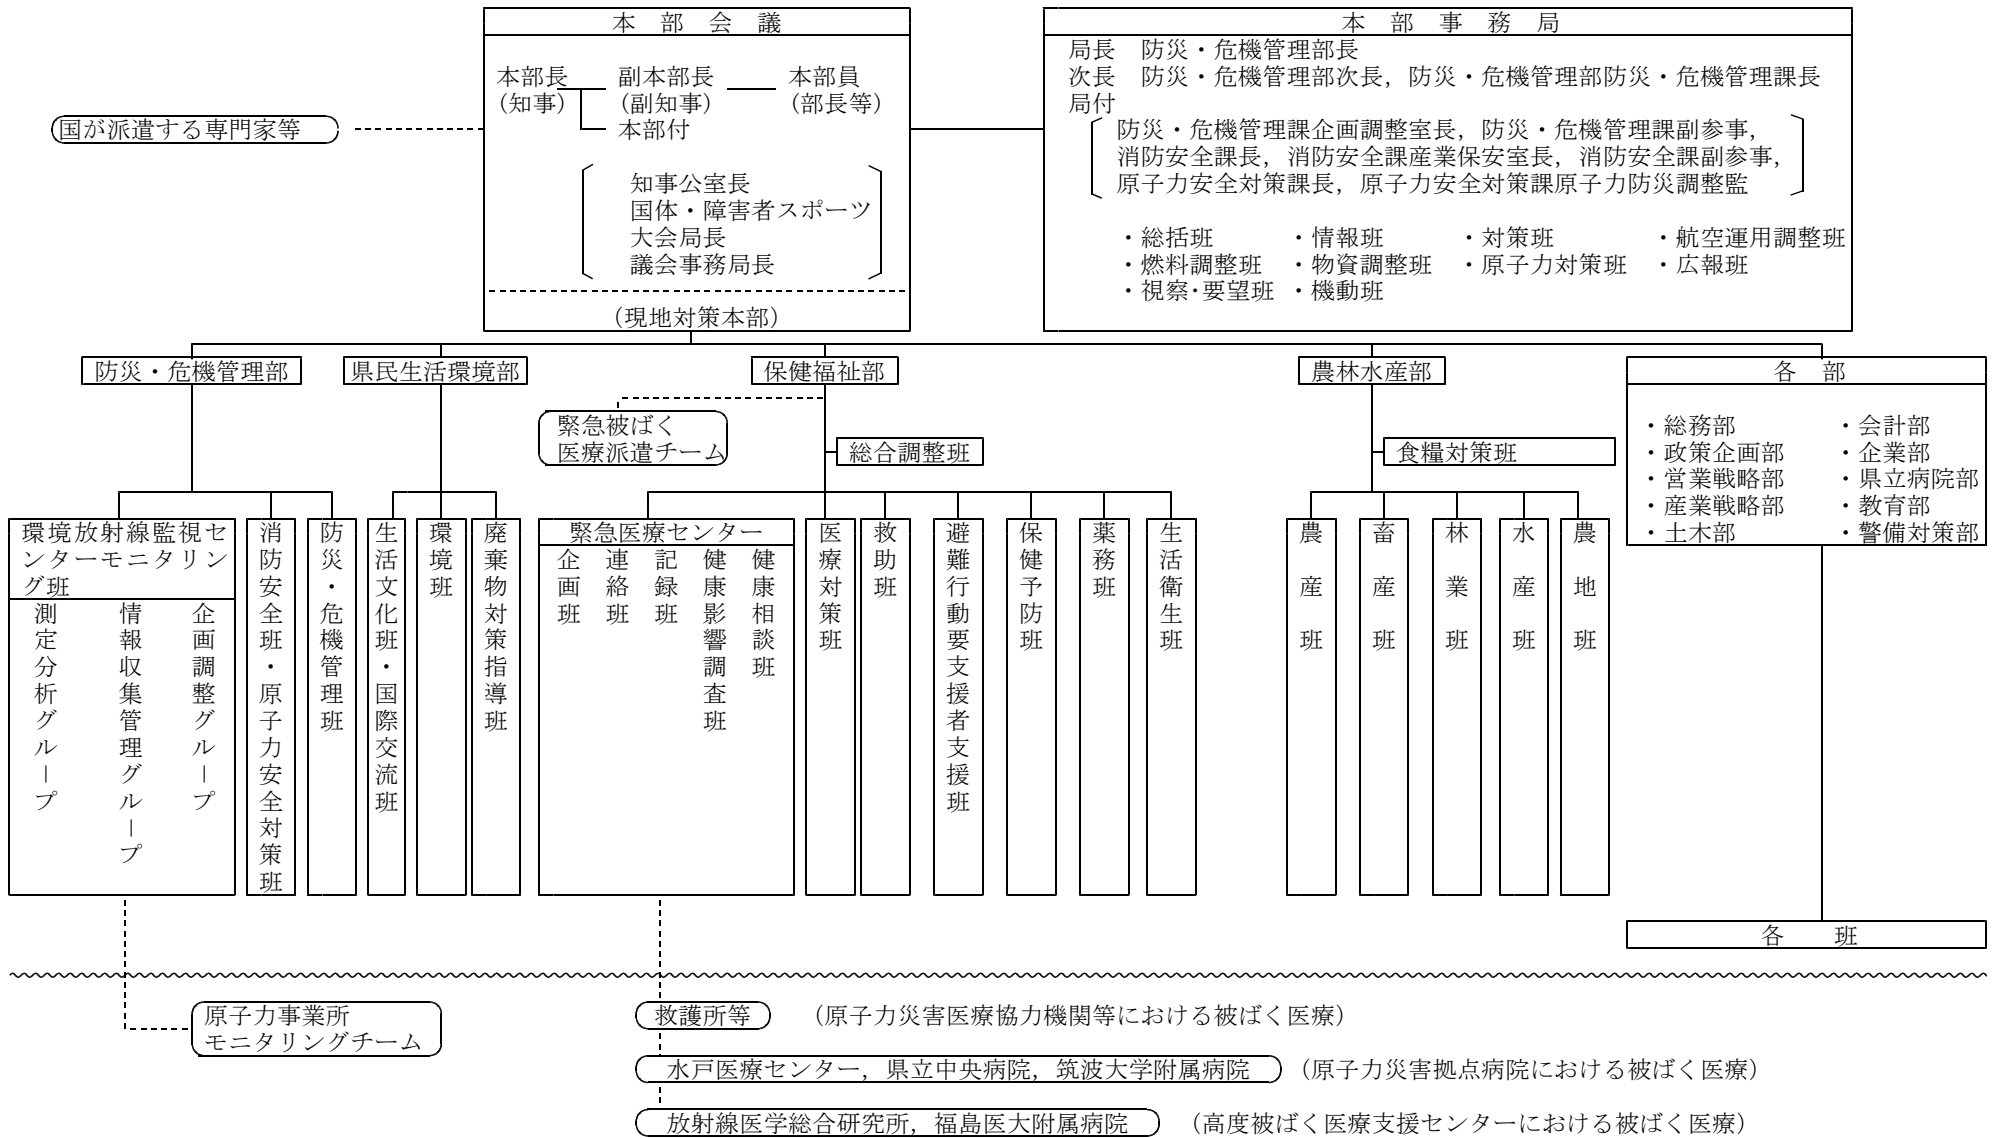 本部会議
本部長
(知事)
副本部長
(副知事)
本部員
(部長等)
本部付
知事公室長
国体・障害者スポーツ
大会局長
議会事務局長
(現地対策本部)
国が派遣する専門家等
本部事務局
局長　防災・危機管理部長
次長　防災・危機管理部次長，防災・危機管理部防災・危機管理課長
局付
防災・危機管理課企画調整室長，防災・危機管理課副参事，
消防安全課長，消防安全課産業保安室長，消防安全課副参事，
原子力安全対策課長，原子力安全対策課原子力防災調整監
・総括班　・情報班　・対策班　・航空運用調整班
・燃料調整班　・物資調整班　・原子力対策班　・広報班
・視察・要望班　・機動班
防災・危機管理部
県民生活環境部
保健福祉部
農林水産部
各部
・総務部　・会計部
・政策企画部　・企業部
・営業戦略部　・県立病院部
・産業戦略部　・教育部
・土木部　・警備対策部
緊急被ばく
医療派遣チーム
総合調整班
食糧対策班
環境放射線監視セ
ンターモニタリン
グ班
測定分析グループ
情報収集管理グループ
企画調整グループ
消防安全班・原子力安全対策班
防災・危機管理班
生活文化班・国際交流班
環境班
廃棄物対策指導班
緊急医療センター
企画班
連絡班
記録班
健康影響調査班
健康相談班
医療対策班
救助班
避難行動要支援者支援班
保健予防班
薬務班
生活衛生班
農産班
畜産班
林業班
水産班
農地班
各班
原子力事業所
モニタリングチーム
救護所等　(原子力災害医療協力機関等における被ばく医療)
水戸医療センター，県立中央病院，筑波大学附属病院　(原子力災害拠点病院における被ばく医療)
放射線医学総合研究所，福島医大附属病院　(高度被ばく医療支援センターにおける被ばく医療)